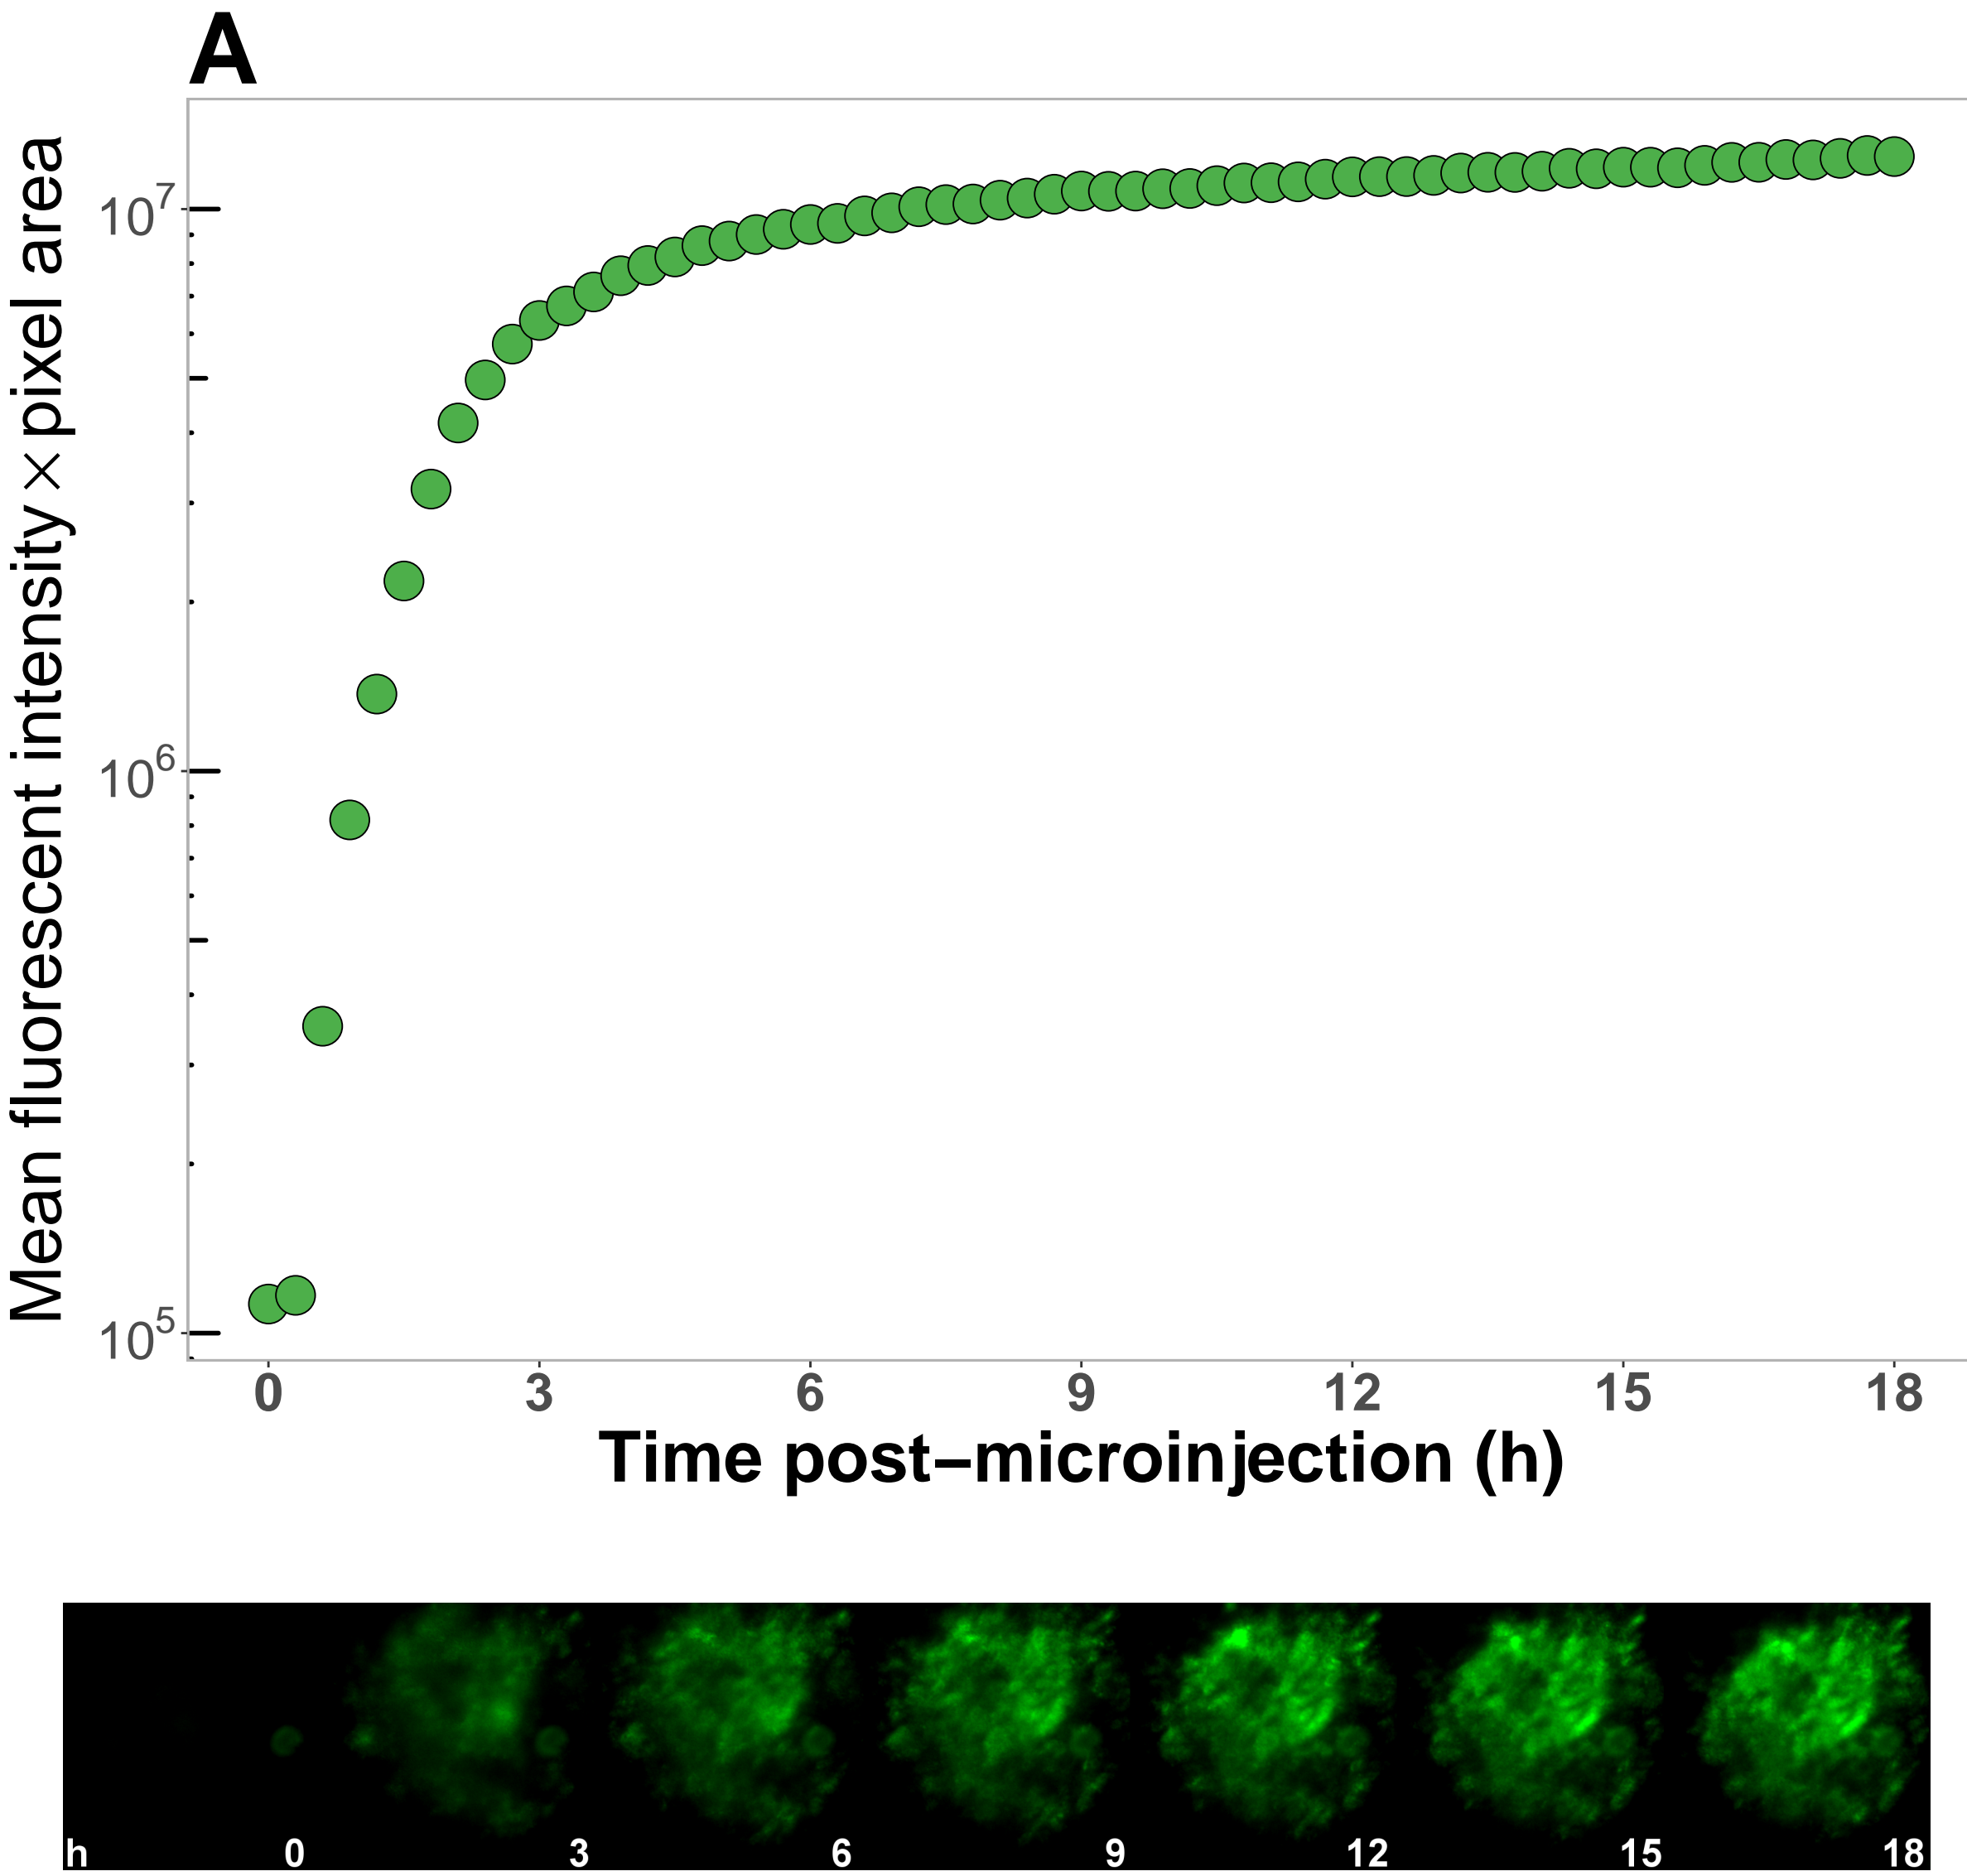 A
Mean fluorescent intensity × pixel area
10⁷
10⁶
10⁵
0 3 6 9 12 15 18
Time post−microinjection (h)
h 0 3 6 9 12 15 18